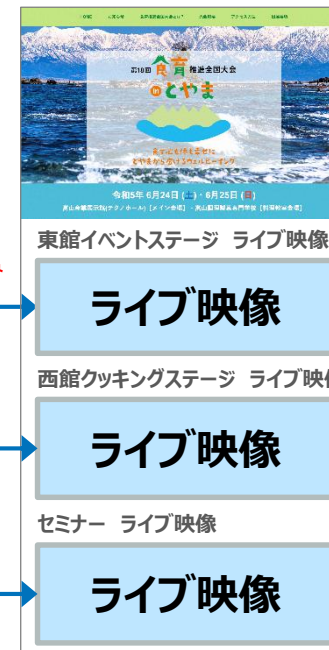 第18回 食育 推進全国大会
inとやま
令和5年 6月24日 (土)・6月25日 (日)
東館イベントステージ ライブ映像
ライブ映像
西館クッキングステージ ライブ映像
ライブ映像
セミナー ライブ映像
ライブ映像